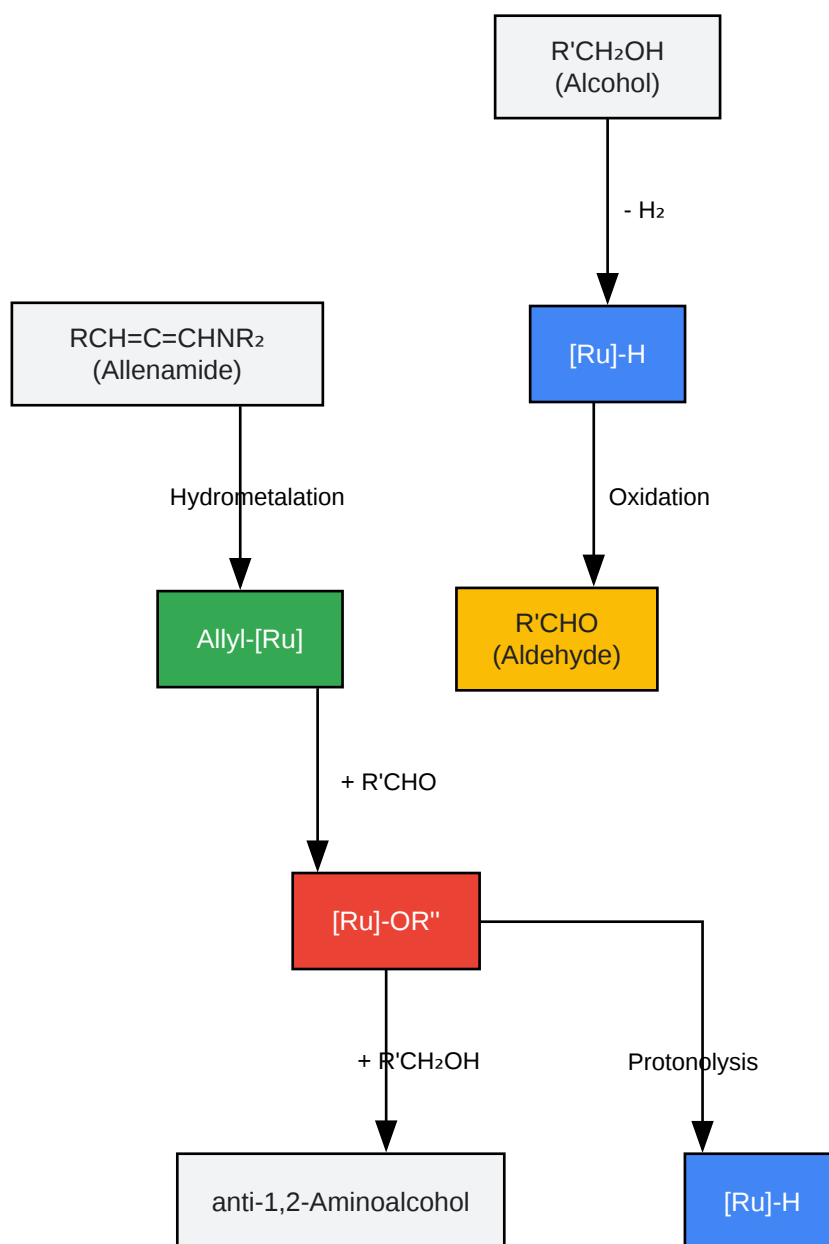 R'CH₂OH
(Alcohol)
- H₂
RCH=C=CHNR₂
(Allenamide)
[Ru]-H
Hydrometalation
Oxidation
Allyl-[Ru]
R'CHO
(Aldehyde)
+ R'CHO
[Ru]-OR"
+ R'CH₂OH
Protonolysis
anti-1,2-Aminoalcohol
[Ru]-H